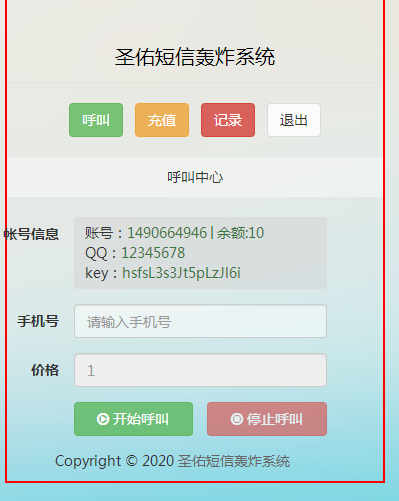 圣佑短信轰炸系统
呼叫 充值 记录 退出
呼叫中心
帐号信息 账号：1490664946 | 余额:10
QQ：12345678
key：hsfsL3s3Jt5pLzJI6i
手机号 请输入手机号
价格 1
开始呼叫 停止呼叫
Copyright © 2020 圣佑短信轰炸系统